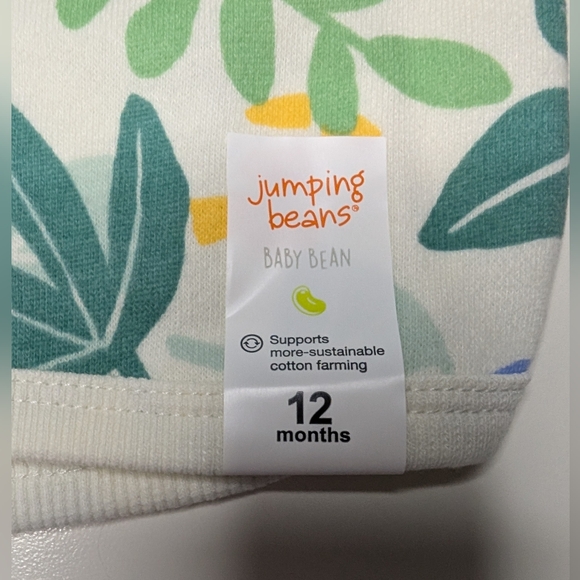 jumping
beans®
BABY BEAN
Supports
more-sustainable
cotton farming
12
months